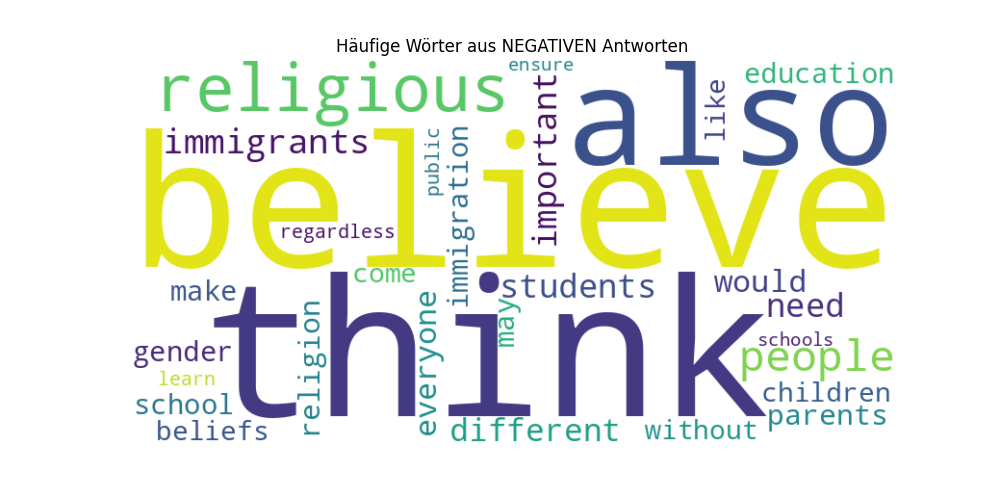 Häufige Wörter aus NEGATIVEN Antworten
ensure
religious
also
education
like
important
immigrants
public
immigration
believe
regardless
come
students
would
make
need
may
think
everyone
religion
gender
schools
people
learn
children
school
parents
beliefs
different
without